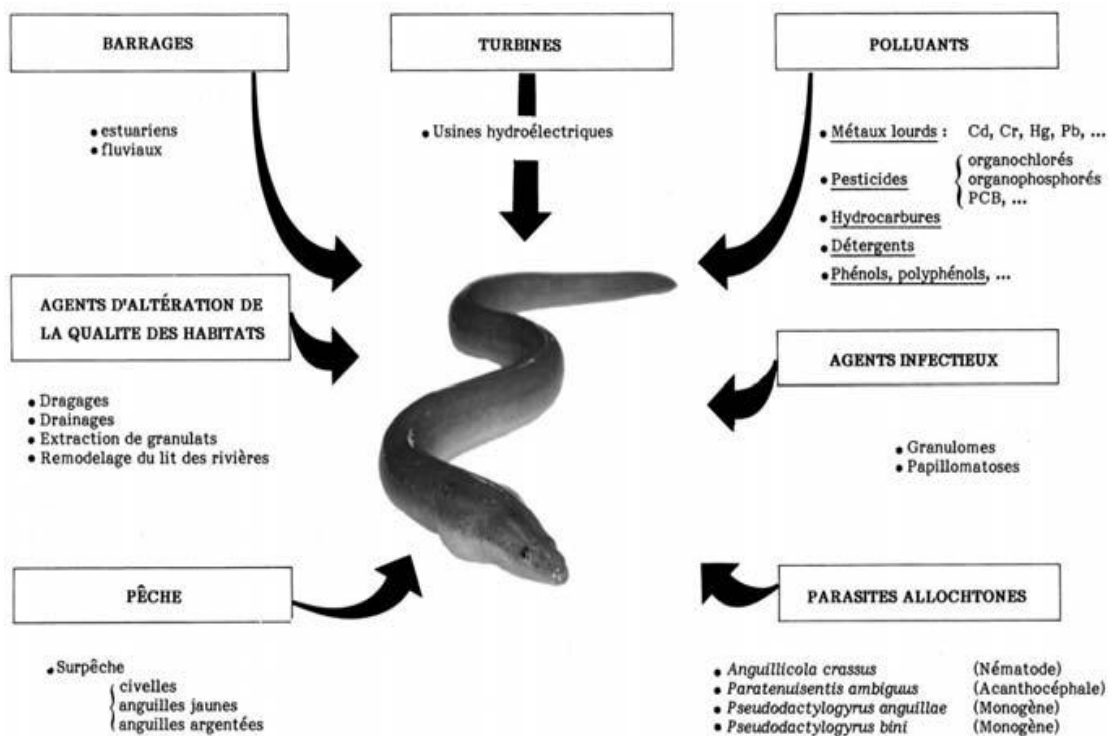 BARRAGES
• estuariens
• fluviaux
TURBINES
• Usines hydroélectriques
POLLUANTS
• Métaux lourds : Cd, Cr, Hg, Pb, ...
• Pesticides
organochlorés
organophosphorés
PCB, ...
• Hydrocarbures
• Détergents
• Phénols, polyphénols, ...
AGENTS D'ALTÉRATION DE
LA QUALITE DES HABITATS
• Dragages
• Drainages
• Extraction de granulats
• Remodelage du lit des rivières
AGENTS INFECTIEUX
• Granulomes
• Papillomatoses
PÊCHE
• Surpêche
civelles
anguilles jaunes
anguilles argentées
PARASITES ALLOCHTONES
• Anguillicola crassus (Nématode)
• Paratenuisentis ambiguus (Acanthocéphale)
• Pseudodactylogyrus anguillae (Monogène)
• Pseudodactylogyrus bini (Monogène)